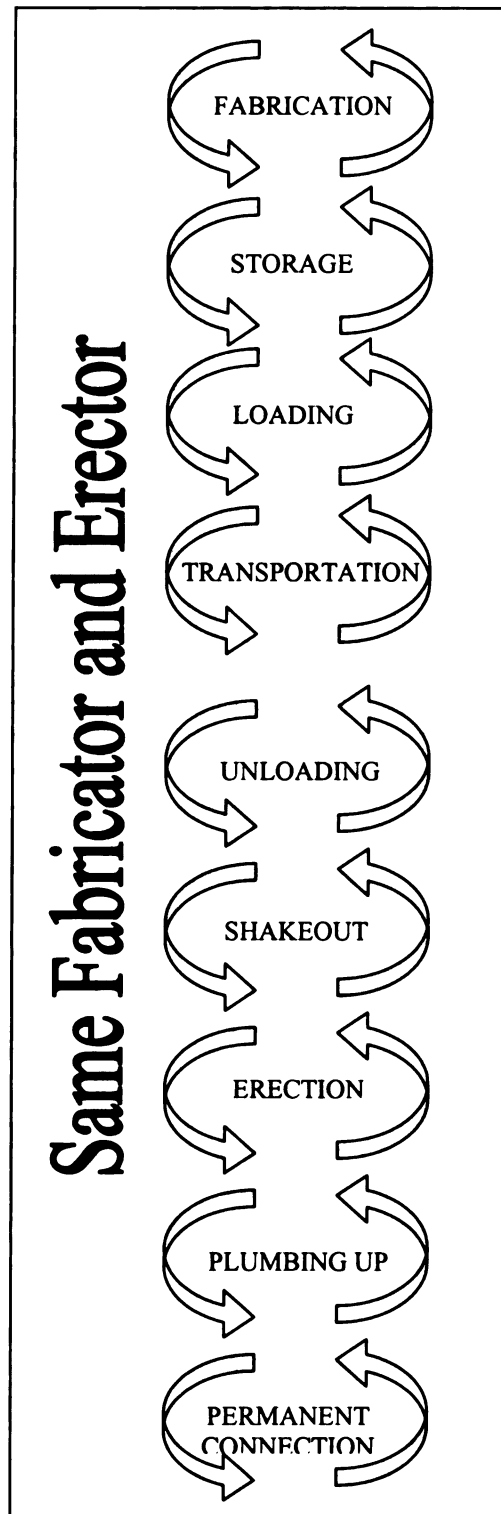 Same Fabricator and Erector
FABRICATION
STORAGE
LOADING
TRANSPORTATION
UNLOADING
SHAKEOUT
ERECTION
PLUMBING UP
PERMANENT
CONNECTION